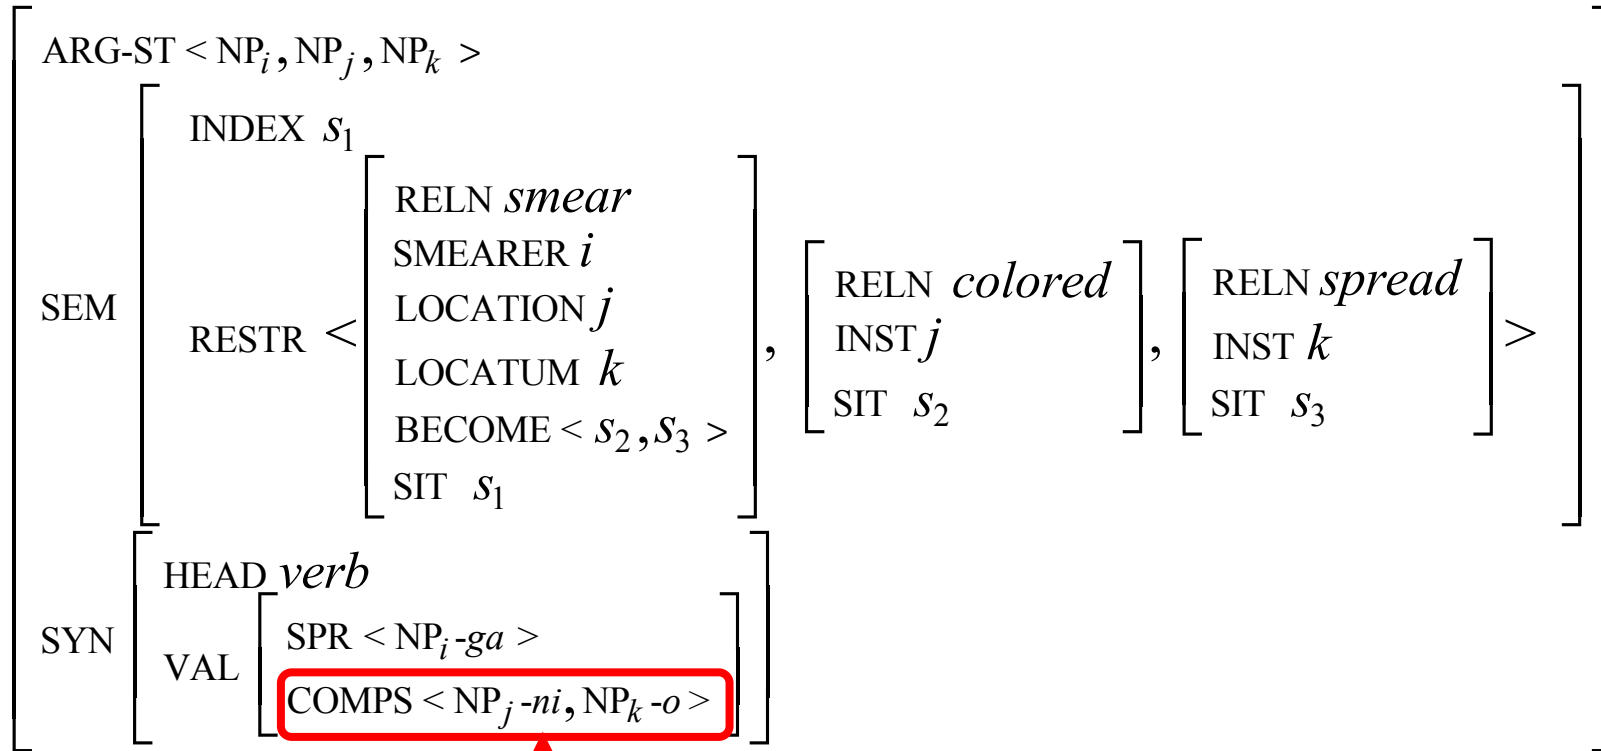 ARG-ST < NPi, NPj, NPk >
INDEX s1
RELN smear
SMEARER i
LOCATION j
LOCATUM k
BECOME < s2, s3 >
SIT s1
RELN colored
INST j
SIT s2
RELN spread
INST k
SIT s3
SEM
RESTR < , , >
HEAD verb
SYN
VAL
SPR < NPi-ga >
COMPS < NPj-ni, NPk-o >